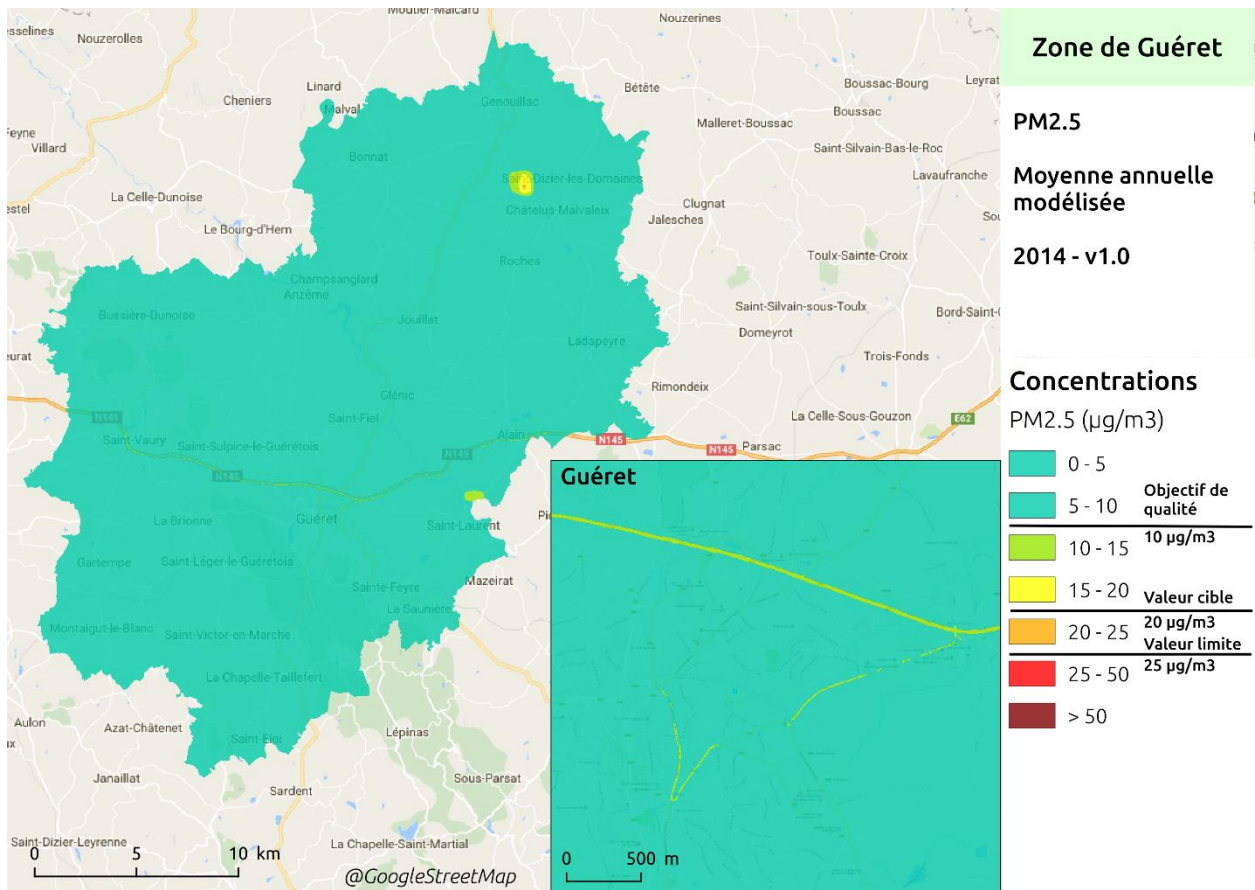 Moutier-Malcard
Nouzerines
Nouzerolles
Linard
Malval
Cheniers
Genouillac
Bétête
Boussac-Bourg
Leyrat
Boussac
Malleret-Boussac
Saint-Silvain-Bas-le-Roc
Lavaufranche
Feyne
Villard
Bonnat
Saint-Dizier-les-Domaines
Châtelus-Malvaleix
La Celle-Dunoise
Le Bourg-d'Hem
Clugnat
Jalesches
Toulx-Sainte-Croix
Roches
Champsanglard
Anzême
Bussière-Dunoise
Jouillat
Ladapeyre
Saint-Silvain-sous-Toulx
Domeyrot
Bord-Saint-
Trois-Fonds
Rimondeix
Glénic
Saint-Fiel
La Celle-Sous-Gouzon
E62
N145
Saint-Vaury
Saint-Sulpice-le-Guérétois
Ajain
N145
N145
Parsac
N145
N145
La Brionne
Guéret
Saint-Laurent
Gartempe
Saint-Léger-le-Guérétois
Sainte-Feyre
Mazeirat
La Saunière
Montaigut-le-Blanc
Saint-Victor-en-Marche
La Chapelle-Taillefert
Aulon
Azat-Châtenet
Saint-Eloi
Lépinas
Janaillat
Sous-Parsat
Sardent
Saint-Dizier-Leyrenne
La Chapelle-Saint-Martial
0 5 10 km
@GoogleStreetMap
Guéret
0 500 m
Zone de Guéret
PM2.5
Moyenne annuelle
modélisée
2014 - v1.0
Concentrations
PM2.5 (µg/m3)
0 - 5
5 - 10 Objectif de
qualité
10 - 15 10 µg/m3
15 - 20 Valeur cible
20 - 25 20 µg/m3
Valeur limite
25 - 50 25 µg/m3
> 50